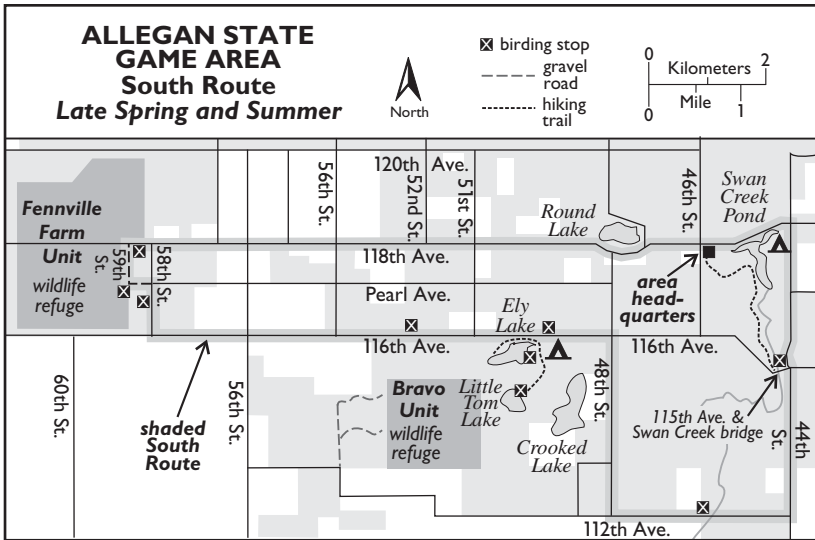 ALLEGAN STATE
GAME AREA
South Route
Late Spring and Summer
North
birding stop
gravel
road
hiking
trail
0
2
Kilometers
Mile
0
1
120th Ave.
56th St.
52nd St.
51st St.
46th St.
Swan
Creek
Pond
Round
Lake
Fennville
Farm
Unit
wildlife
refuge
59th
St.
58th St.
118th Ave.
area
head-
quarters
Pearl Ave.
Ely
Lake
116th Ave.
116th Ave.
60th St.
56th St.
48th St.
44th
St.
shaded
South
Route
Bravo
Unit
wildlife
refuge
Little
Tom
Lake
Crooked
Lake
115th Ave. &
Swan Creek bridge
112th Ave.